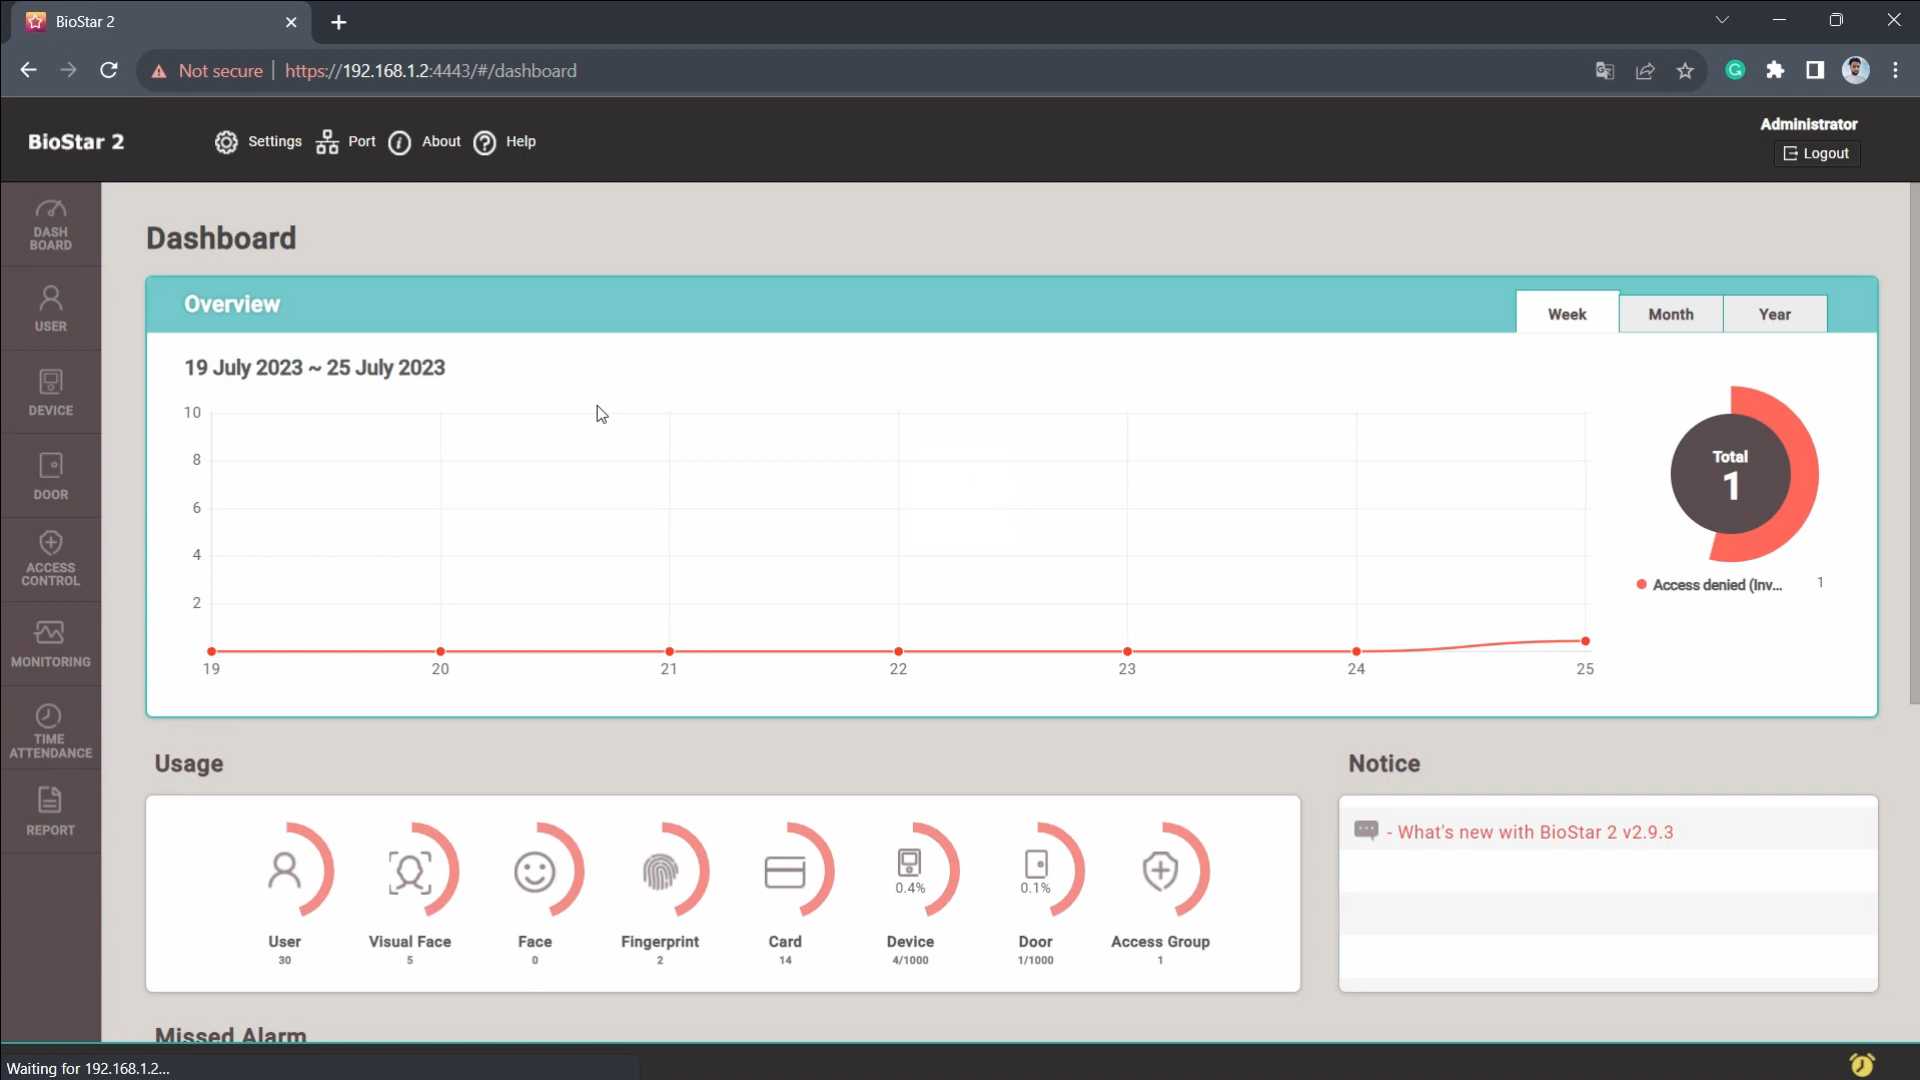 BioStar 2
Not secure
https://192.168.1.2:4443/#/dashboard
BioStar 2
Settings
Port
About
Help
Administrator
Logout
DASH
BOARD
USER
DEVICE
DOOR
ACCESS
CONTROL
MONITORING
TIME
ATTENDANCE
REPORT
Dashboard
Overview
Week
Month
Year
19 July 2023 ~ 25 July 2023
10
8
6
4
2
19
20
21
22
23
24
25
Total
1
Access denied (Inv...
1
Usage
0.4%
0.1%
User
Visual Face
Face
Fingerprint
Card
Device
Door
Access Group
30
5
0
2
14
4/1000
1/1000
1
Notice
- What's new with BioStar 2 v2.9.3
Missed Alarm
Waiting for 192.168.1.2...